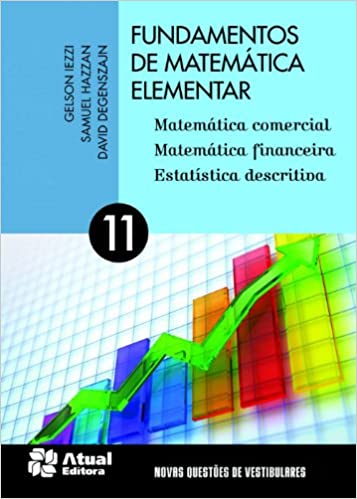 GELSON IEZZI
SAMUEL HAZZAN
DAVID DEGENSZAJN
FUNDAMENTOS
DE MATEMÁTICA
ELEMENTAR
Matemática comercial
Matemática financeira
Estatística descritiva
11
Atual
Editora
NOVAS QUESTÕES DE VESTIBULARES